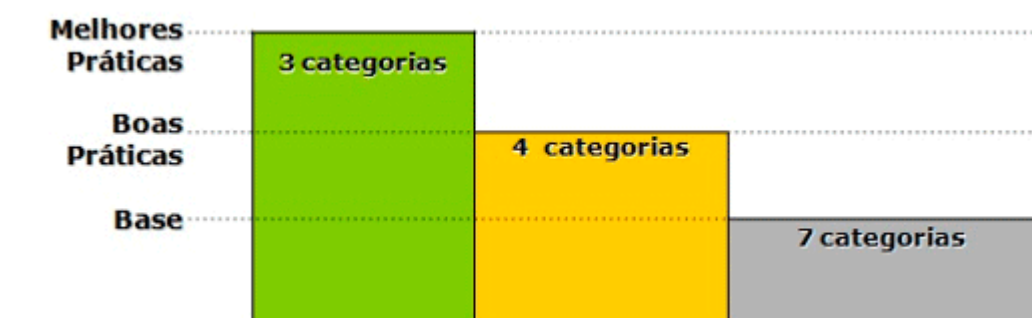 Melhores
Práticas
3 categorias
Boas
Práticas
4 categorias
Base
7 categorias